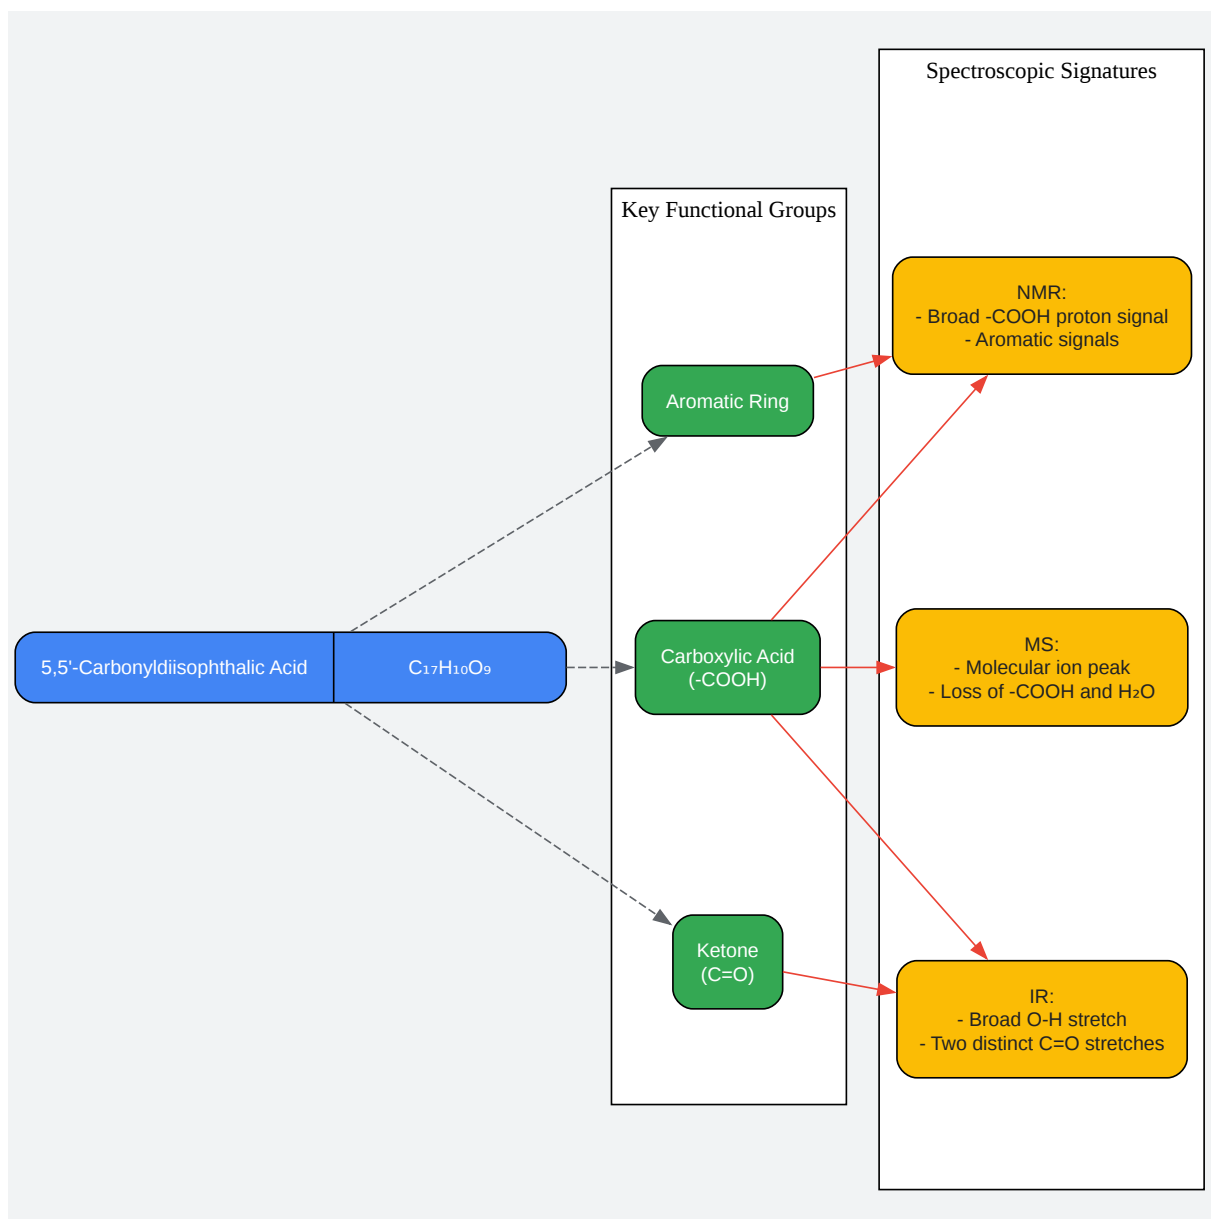 Spectroscopic Signatures
Key Functional Groups
NMR:
- Broad -COOH proton signal
- Aromatic signals
Aromatic Ring
5,5'-Carbonyldiisophthalic Acid
C₁₇H₁₀O₉
Carboxylic Acid
(-COOH)
MS:
- Molecular ion peak
- Loss of -COOH and H₂O
Ketone
(C=O)
IR:
- Broad O-H stretch
- Two distinct C=O stretches